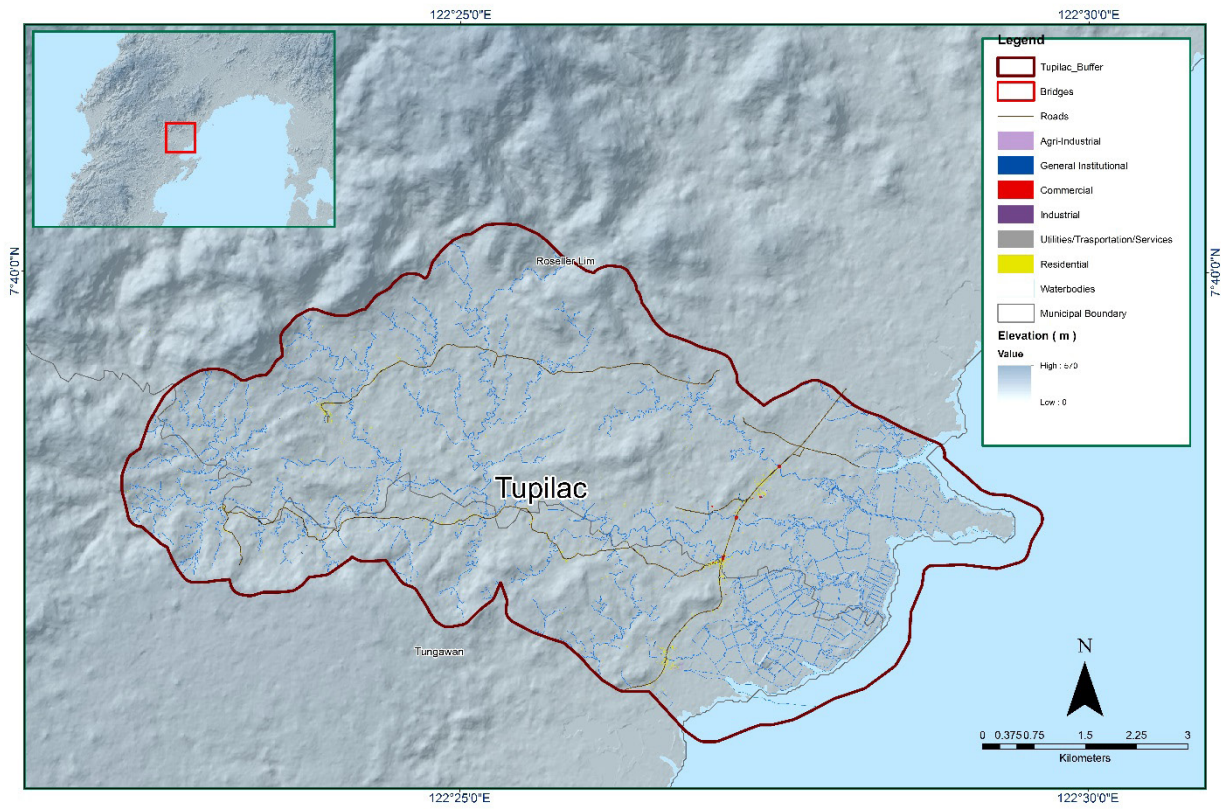 122°25'0"E
122°30'0"E
7°40'0"N
7°40'0"N
Legend
Tupilac_Buffer
Bridges
Roads
Agri-Industrial
General Institutional
Commercial
Industrial
Utilities/Trasportation/Services
Residential
Waterbodies
Municipal Boundary
Elevation ( m )
Value
High : 670
Low : 0
Roseller Lim
Tupilac
Tungawan
N
0 0.375 0.75 1.5 2.25 3
Kilometers
122°25'0"E
122°30'0"E